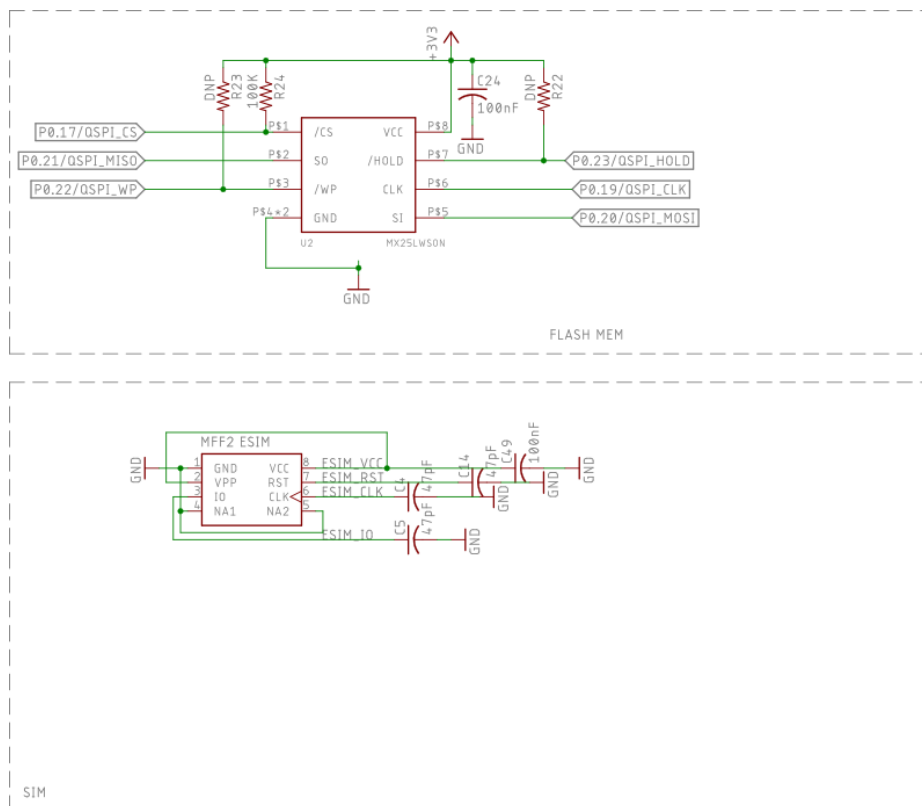 +3V3
DNP
R23
100K
R24
C24
100nF
GND
DNP
R22
P0.17/QSPI_CS
P$1
/CS
VCC
P$8
P0.21/QSPI_MISO
P$2
SO
/HOLD
P$7
P0.23/QSPI_HOLD
P0.22/QSPI_WP
P$3
/WP
CLK
P$6
P0.19/QSPI_CLK
P$4*2
GND
SI
P$5
P0.20/QSPI_MOSI
U2
MX25LWSON
GND
FLASH MEM
MFF2 ESIM
GND
1
GND
VCC
8
ESIM_VCC
2
VPP
RST
7
ESIM_RST
3
IO
CLK
6
ESIM_CLK
4
NA1
NA2
5
ESIM_IO
C4
47pF
C14
47pF
C49
100nF
GND
GND
GND
C5
47pF
GND
SIM